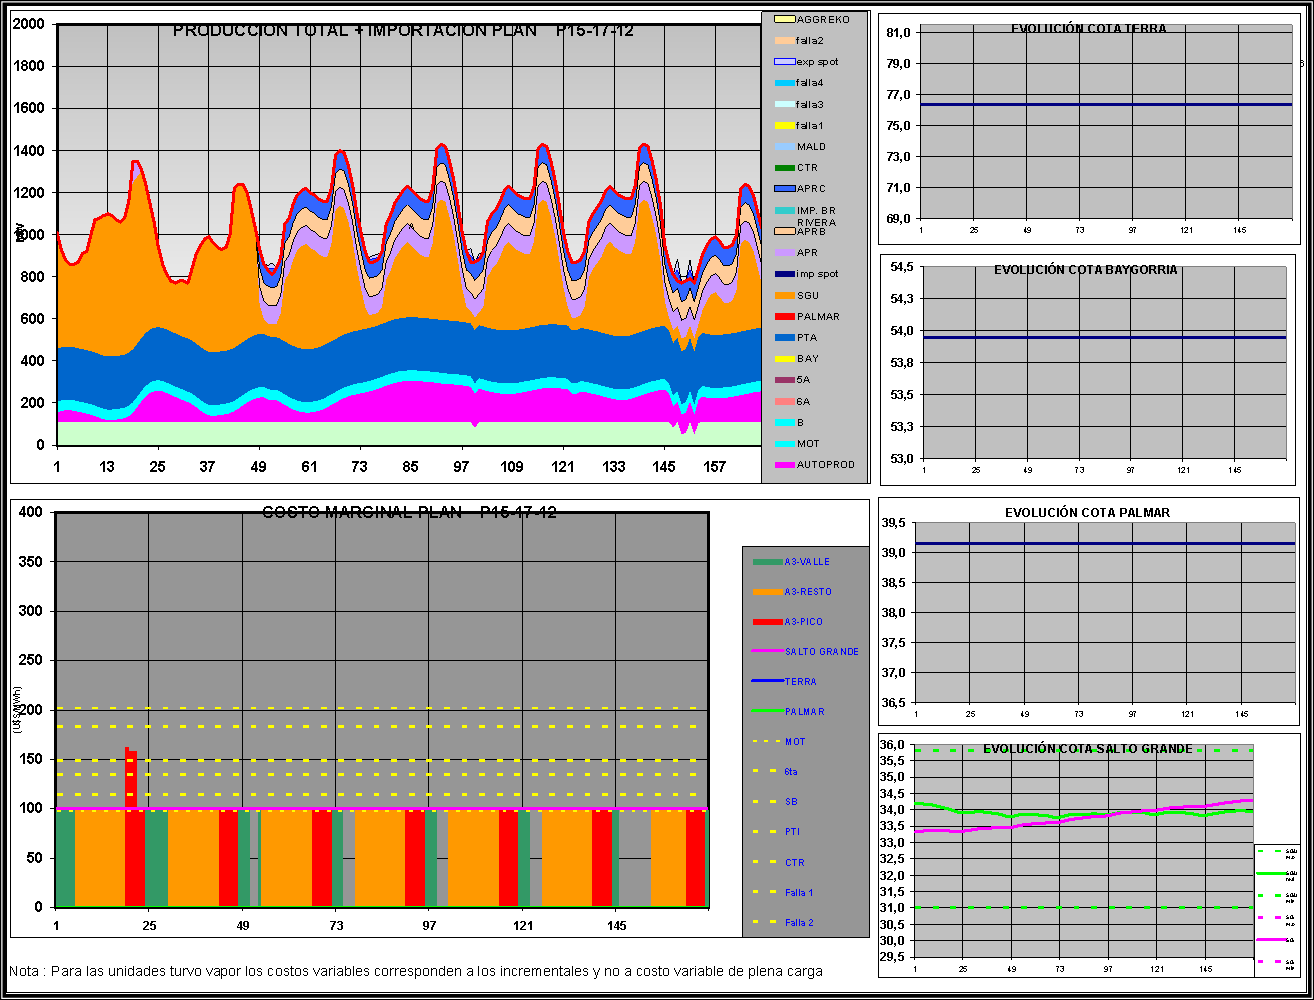 PRODUCCION TOTAL + IMPORTACION PLAN P15-17-12
2000
1800
1600
1400
1200
1000
800
600
400
200
0
MW
1 13 25 37 49 61 73 85 97 109 121 133 145 157
AGGREKO
falla2
exp spot
falla4
falla3
falla1
MALD
CTR
APRC
IMP. BR
RIVERA
APRB
APR
imp spot
SGU
PALMAR
PTA
BAY
5A
6A
B
MOT
AUTOPROD
EVOLUCIÓN COTA TERRA
81,0
79,0
77,0
75,0
73,0
71,0
69,0
1 25 49 73 97 121 145
EVOLUCIÓN COTA BAYGORRIA
54,5
54,3
54,0
53,8
53,5
53,3
53,0
1 25 49 73 97 121 145
COSTO MARGINAL PLAN P15-17-12
400
350
300
250
200
150
100
50
0
(U$S/MWh)
1 25 49 73 97 121 145
A3-VALLE
A3-RESTO
A3-PICO
SALTO GRANDE
TERRA
PALMAR
MOT
6ta
SB
PTI
CTR
Falla 1
Falla 2
EVOLUCIÓN COTA PALMAR
39,5
39,0
38,5
38,0
37,5
37,0
36,5
1 25 49 73 97 121 145
EVOLUCIÓN COTA SALTO GRANDE
36,0
35,5
35,0
34,5
34,0
33,5
33,0
32,5
32,0
31,5
31,0
30,5
30,0
29,5
1 25 49 73 97 121 145
Nota : Para las unidades turvo vapor los costos variables corresponden a los incrementales y no a costo variable de plena carga